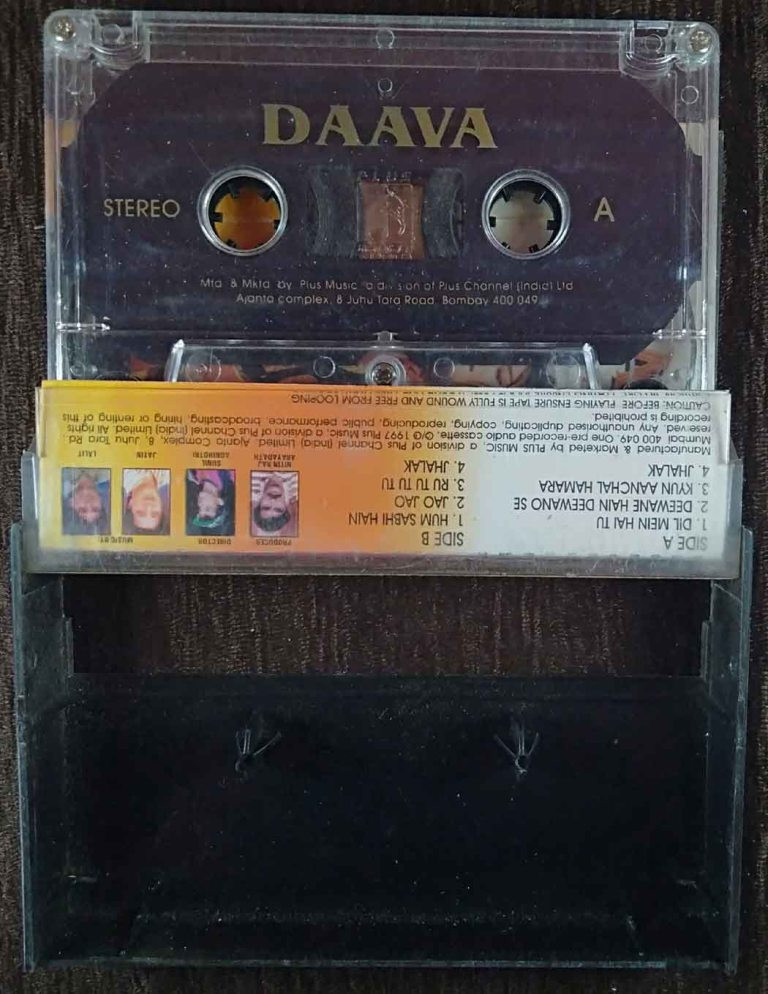 DAAVA
STEREO
A
Mfd. & Mktd. by Plus Music, a division of Plus Channel (India) Ltd
Ajanta complex, 8 Juhu Tara Road, Bombay 400 049
SIDE A
1. DIL MEIN HAI TU
2. DEEWANE HAIN DEEWANO SE
3. KYUN AANCHAL HAMARA
4. JHALAK
SIDE B
1. HUM SABHI HAIN
2. JAO JAO
3. RU TU TU TU
4. JHALAK
PRODUCER
NITIN RAJ
DIRECTOR
SUNIL
AGNIHOTRI
MUSIC BY:
JATIN
LALIT
Manufactured & Marketed by PLUS MUSIC, a division of Plus Channel (India) Limited, Ajanta Complex, 8, Juhu Tara Rd.
Mumbai 400 049. One pre-recorded audio cassette, 1997 Plus Music, a division of Plus Channel (India) Limited. All rights
reserved. Any unauthorised duplicating, copying, reproducing, public performance, broadcasting, hiring or renting of this
recording is prohibited.
CAUTION: BEFORE PLAYING ENSURE TAPE IS FULLY WOUND AND FREE FROM LOOPING